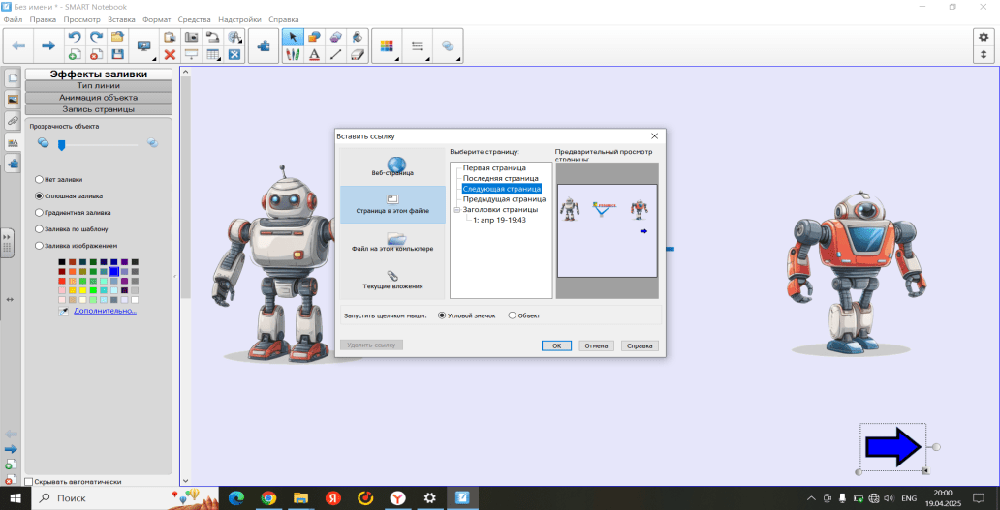 Без имени * - SMART Notebook
Файл Правка Просмотр Вставка Формат Средства Надстройки Справка
Эффекты заливки
Тип линии
Анимация объекта
Запись страницы
Прозрачность объекта
Нет заливки
Сплошная заливка
Градиентная заливка
Заливка по шаблону
Заливка изображением
Дополнительно...
Скрывать автоматически
Вставить ссылку
Веб-страница
Страница в этом файле
Файл на этом компьютере
Текущие вложения
Выберите страницу:
Первая страница
Последняя страница
Следующая страница
Предыдущая страница
Заголовки страницы
1: апр 19-19:43
Предварительный просмотр
страницы:
Запустить щелчком мыши:
Угловой значок
Объект
Удалить ссылку
ОК
Отмена
Справка
Поиск
ENG
20:00
19.04.2025